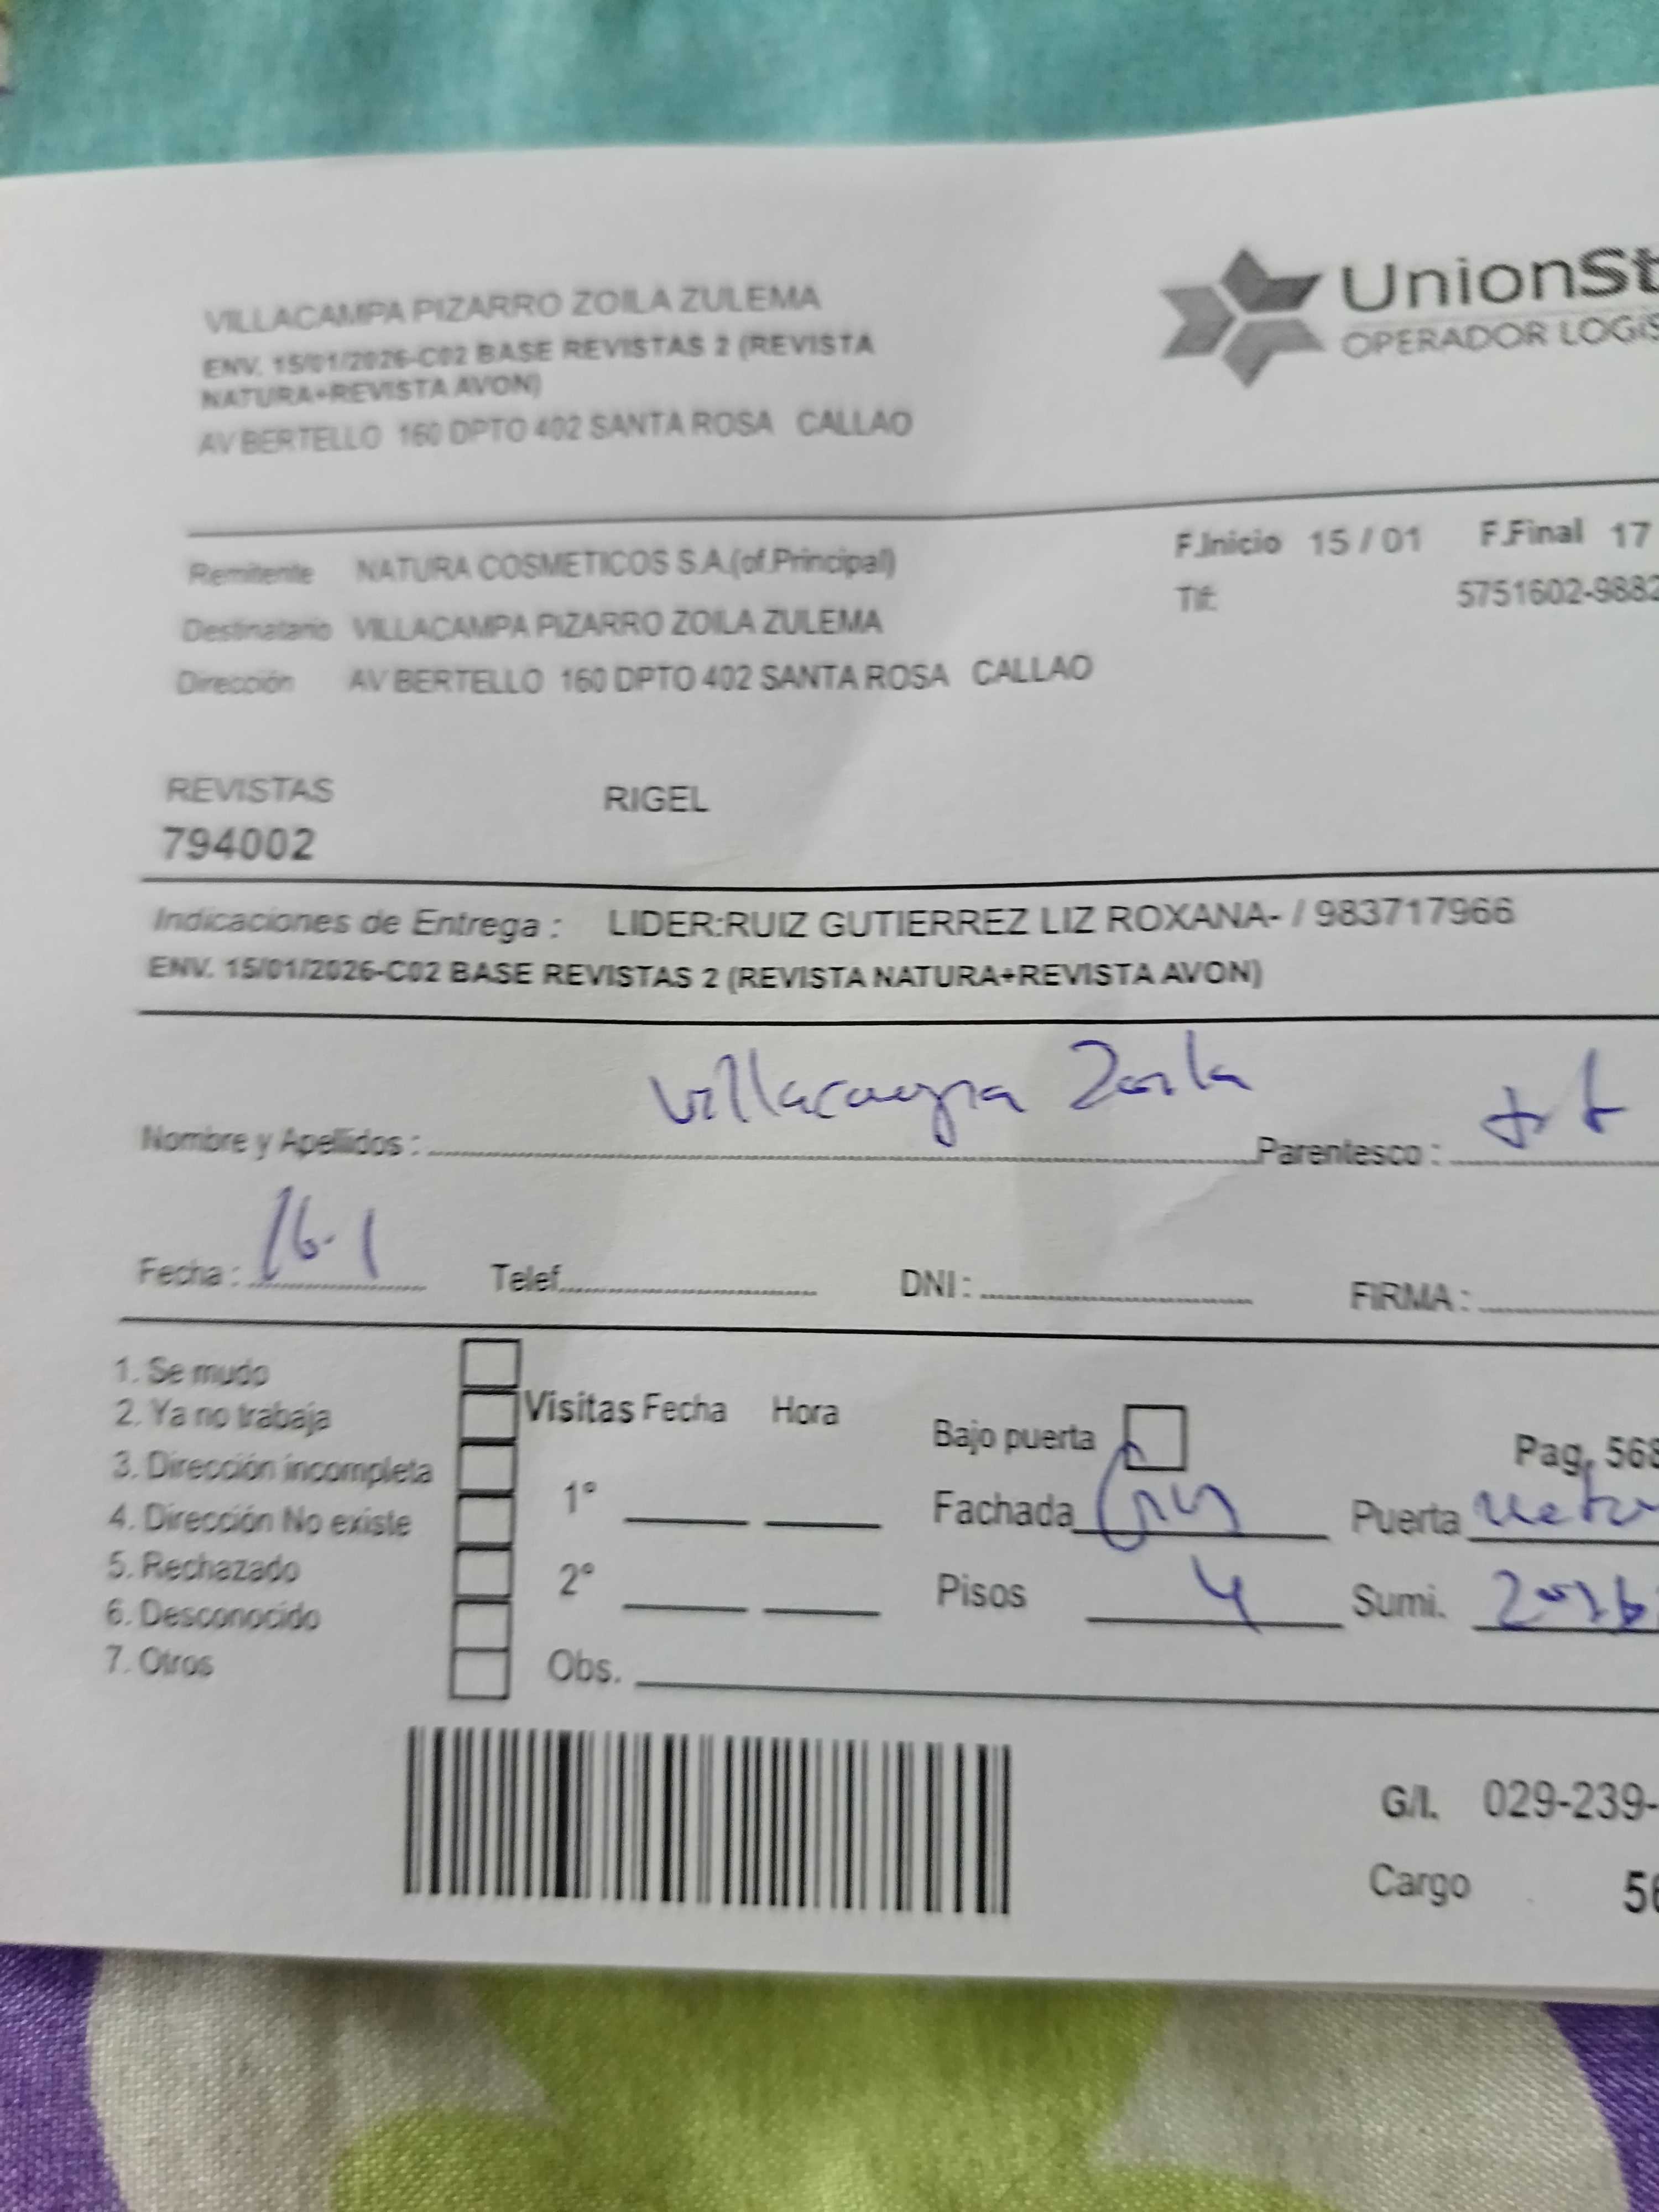 VILLACAMPA PIZARRO ZOILA ZULEMA
ENV. 15/01/2026-C02 BASE REVISTAS 2 (REVISTA
NATURA+REVISTA AVON)
AV BERTELLO 160 DPTO 402 SANTA ROSA CALLAO
UnionSt
OPERADOR LOGIS
Remitente NATURA COSMETICOS S.A.(of.Principal)
F.Inicio 15 / 01 F.Final 17
Destinatario VILLACAMPA PIZARRO ZOILA ZULEMA
Tlf: 5751602-9882
Dirección AV BERTELLO 160 DPTO 402 SANTA ROSA CALLAO
REVISTAS RIGEL
794002
Indicaciones de Entrega : LIDER:RUIZ GUTIERREZ LIZ ROXANA- / 983717966
ENV. 15/01/2026-C02 BASE REVISTAS 2 (REVISTA NATURA+REVISTA AVON)
Nombre y Apellidos : Villacampa Zoila Parentesco : tit
Fecha : 16-1 Telef. DNI : FIRMA :
1. Se mudo
2. Ya no trabaja
3. Dirección incompleta
4. Dirección No existe
5. Rechazado
6. Desconocido
7. Otros
Visitas Fecha Hora
1°
2°
Obs.
Bajo puerta Pag. 568
Fachada Puerta
Pisos 4 Sumi.
G/I. 029-239-
Cargo 56